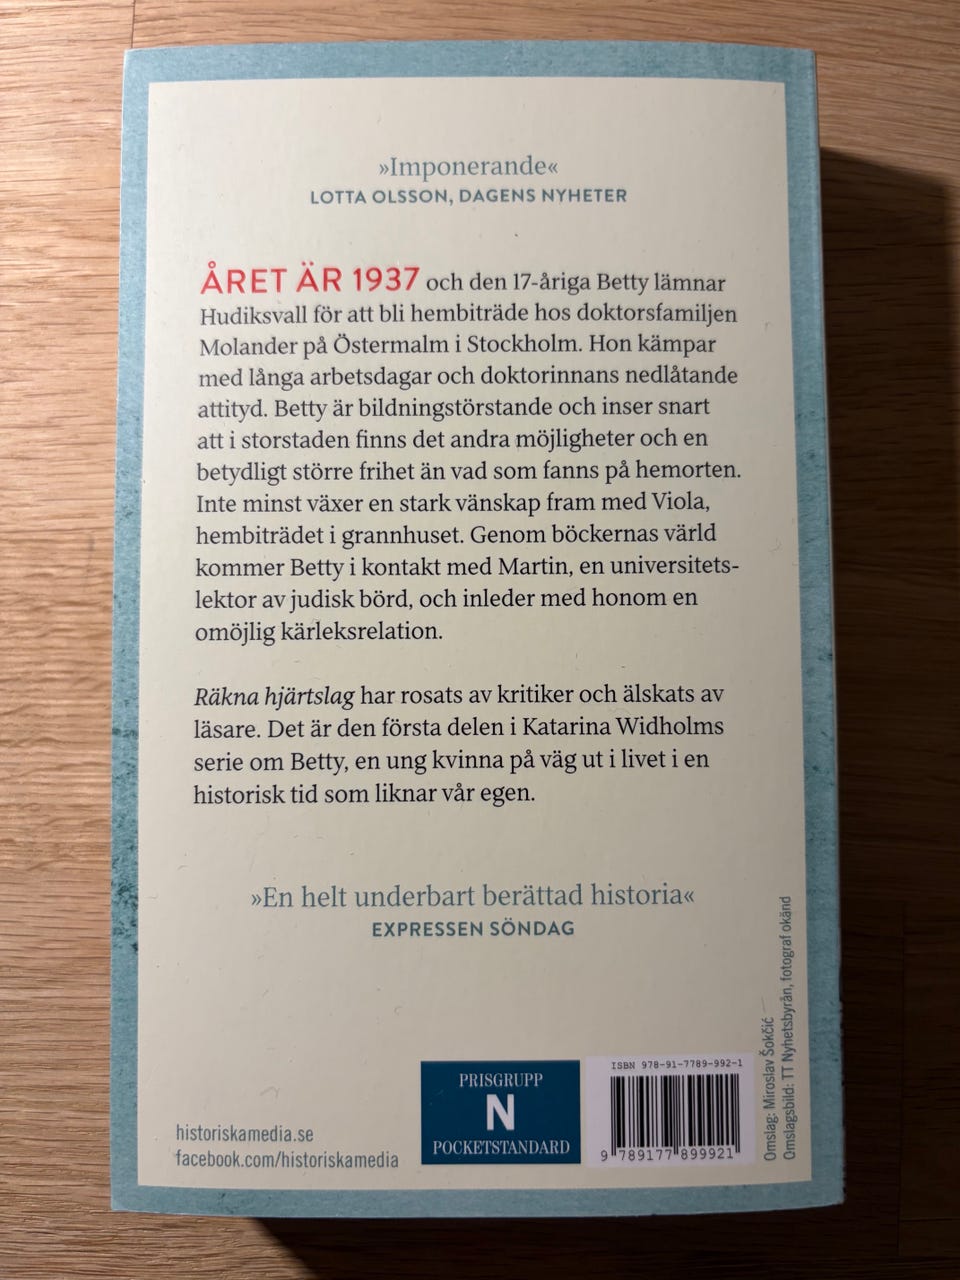 »Imponerande«
LOTTA OLSSON, DAGENS NYHETER
ÅRET ÄR 1937 och den 17-åriga Betty lämnar
Hudiksvall för att bli hembiträde hos doktorsfamiljen
Molander på Östermalm i Stockholm. Hon kämpar
med långa arbetsdagar och doktorinnans nedlåtande
attityd. Betty är bildningstörstande och inser snart
att i storstaden finns det andra möjligheter och en
betydligt större frihet än vad som fanns på hemorten.
Inte minst växer en stark vänskap fram med Viola,
hembiträdet i grannhuset. Genom böckernas värld
kommer Betty i kontakt med Martin, en universitets-
lektor av judisk börd, och inleder med honom en
omöjlig kärleksrelation.
Räkna hjärtslag har rosats av kritiker och älskats av
läsare. Det är den första delen i Katarina Widholms
serie om Betty, en ung kvinna på väg ut i livet i en
historisk tid som liknar vår egen.
»En helt underbart berättad historia«
EXPRESSEN SÖNDAG
historiskamedia.se
facebook.com/historiskamedia
PRISGRUPP
N
POCKETSTANDARD
ISBN 978-91-7789-992-1
9 789177 899921
Omslag: Miroslav Šokčić
Omslagsbild: TT Nyhetsbyrån, fotograf okänd